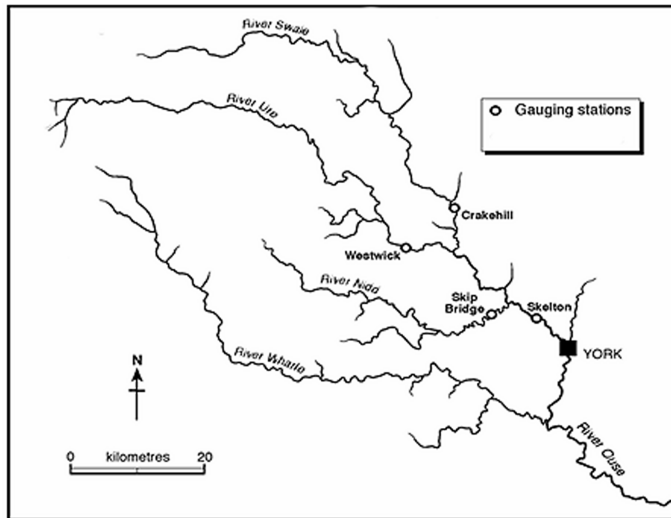 River Swale
River Ure
Gauging stations
Crakehill
Westwick
River Nidd
Skip
Bridge
Skelton
YORK
River Wharfe
N
River Ouse
0 kilometres 20